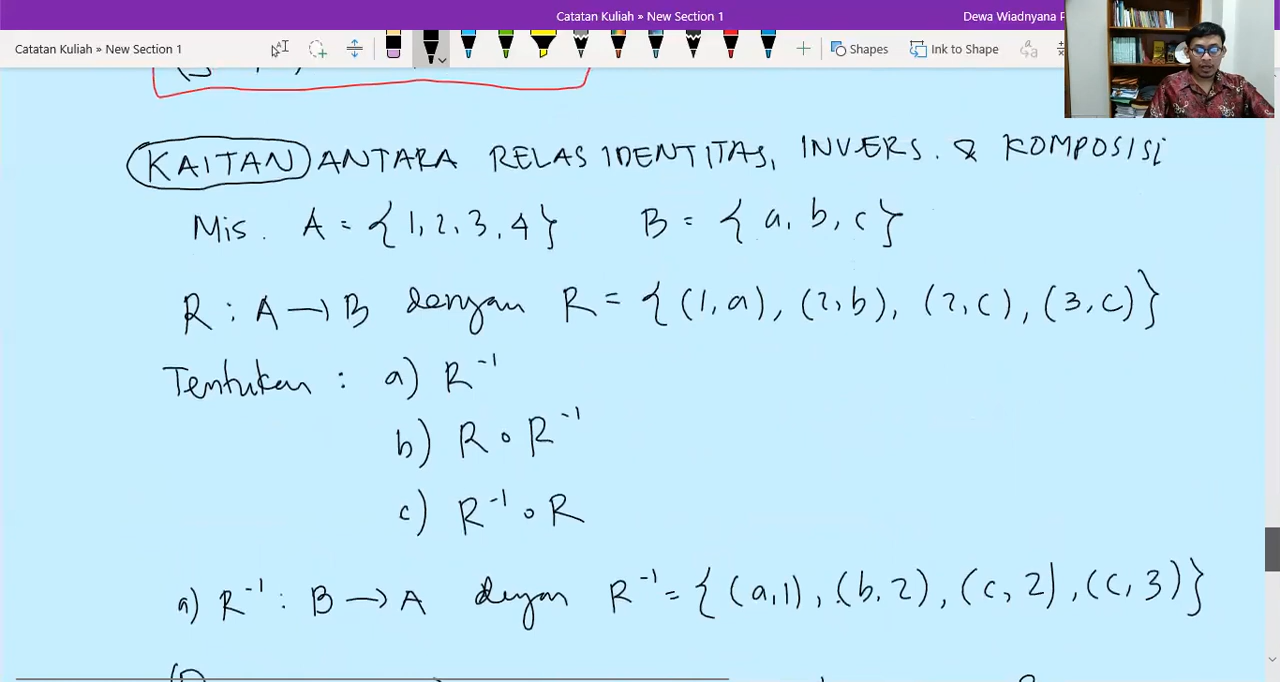 Catatan Kuliah » New Section 1
Dewa Wiadnyana
Catatan Kuliah » New Section 1
Shapes
Ink to Shape
KAITAN ANTARA RELAS IDENTITAS, INVERS. & KOMPOSISI
Mis. A = {1, 2, 3, 4} B = {a, b, c}
R : A → B dengan R = {(1, a), (2, b), (2, c), (3, c)}
Tentukan : a) R⁻¹
b) R ∘ R⁻¹
c) R⁻¹ ∘ R
a) R⁻¹ : B → A dengan R⁻¹ = {(a, 1), (b, 2), (c, 2), (c, 3)}